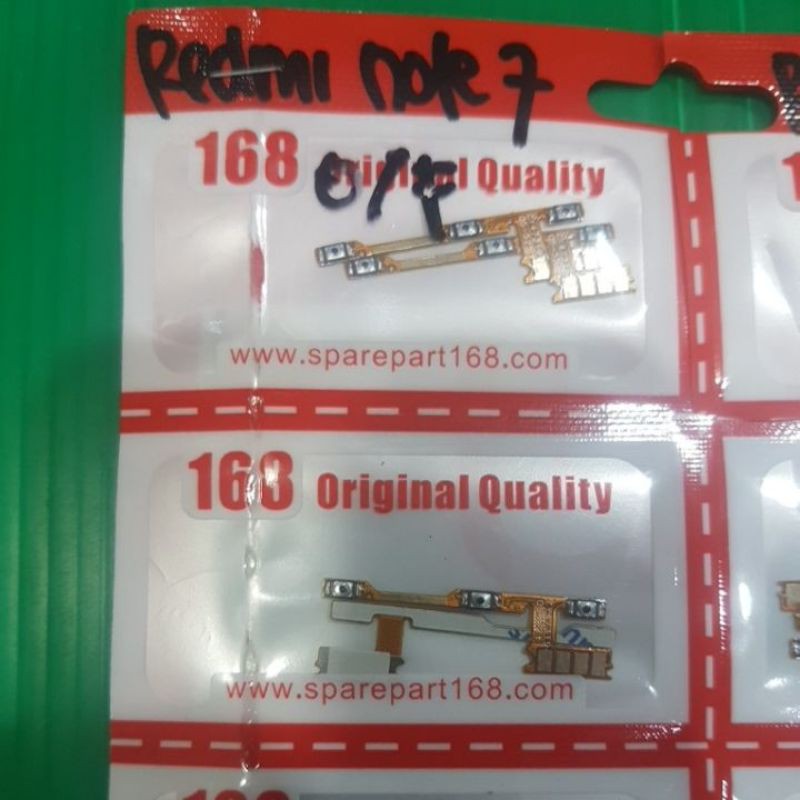 Redmi note 7
168 Original Quality
o/f
www.sparepart168.com
168 Original Quality
www.sparepart168.com